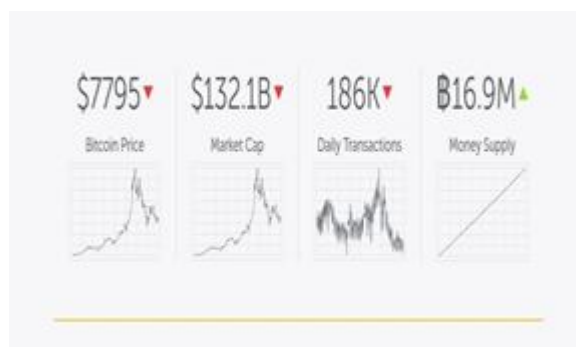 $7795▼ $132.1B▼ 186K▼ ฿16.9M▲
Bitcoin Price Market Cap Daily Transactions Money Supply